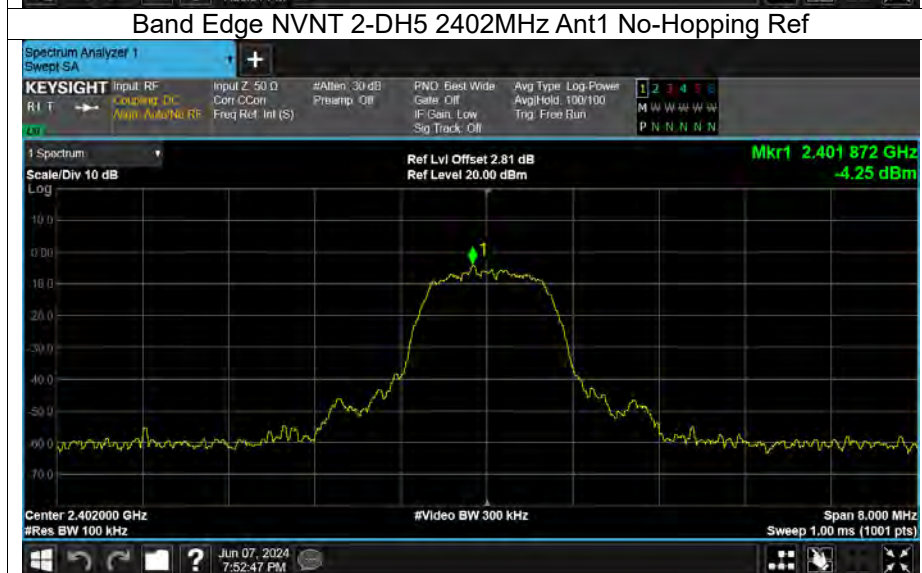 Band Edge NVNT 2-DH5 2402MHz Ant1 No-Hopping Ref
Spectrum Analyzer 1
Swept SA
+
KEYSIGHT Input: RF Input Z: 50 Ω #Atten: 30 dB PNO: Best Wide Avg Type: Log-Power 1 2 3 4 5 6
Coupling: DC Corr CCorr Preamp: Off Gate: Off Avg|Hold: 100/100 M W W W W W
Align: Auto/No RF Freq Ref: Int (S) IF Gain: Low Trig: Free Run
Sig Track: Off P N N N N N
1 Spectrum Ref Lvl Offset 2.81 dB Mkr1 2.401 872 GHz
Scale/Div 10 dB Ref Level 20.00 dBm -4.25 dBm
Log
10.0
0.00
1
-10.0
-20.0
-30.0
-40.0
-50.0
-60.0
-70.0
Center 2.402000 GHz #Video BW 300 kHz Span 8.000 MHz
#Res BW 100 kHz Sweep 1.00 ms (1001 pts)
? Jun 07, 2024
7:52:47 PM